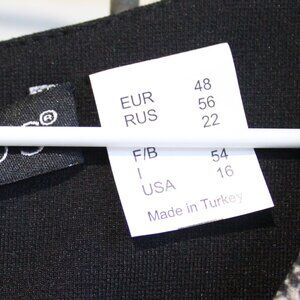 EUR 48
RUS 56
22
F/B 54
I
USA 16
Made in Turkey
S®